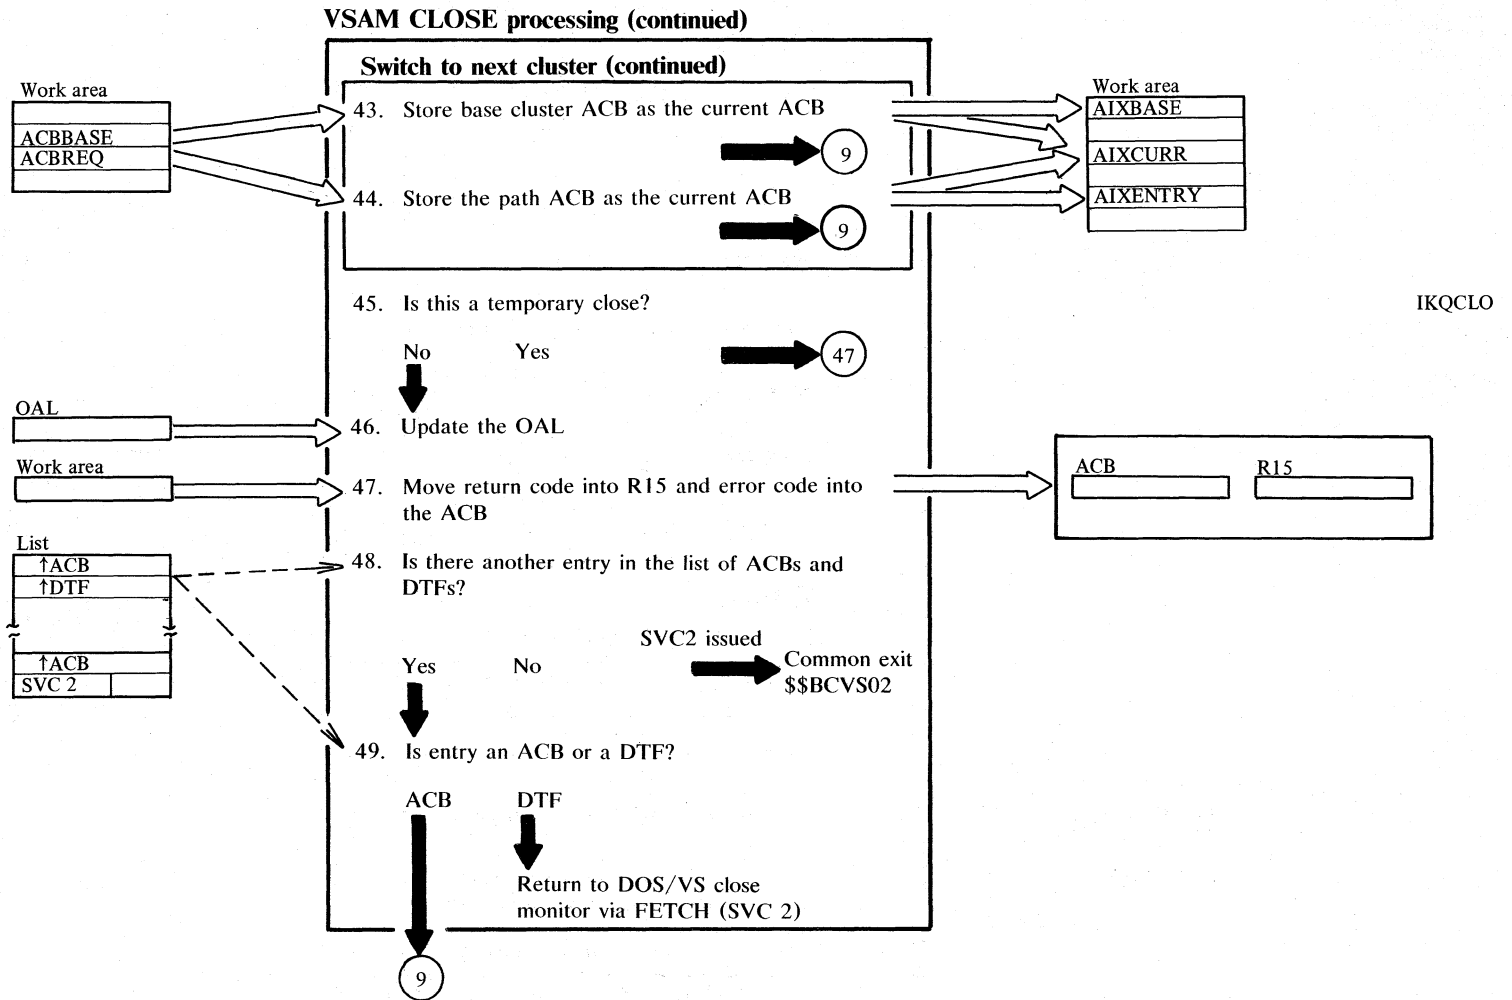 VSAM CLOSE processing (continued)
Switch to next cluster (continued)
Work area
ACBBASE
ACBREQ
43. Store base cluster ACB as the current ACB
9
44. Store the path ACB as the current ACB
9
Work area
AIXBASE
AIXCURR
AIXENTRY
45. Is this a temporary close?
IKQCLO
No Yes
47
OAL
46. Update the OAL
Work area
47. Move return code into R15 and error code into
the ACB
ACB R15
List
↑ACB
↑DTF
↑ACB
SVC 2
48. Is there another entry in the list of ACBs and
DTFs?
SVC2 issued
Yes No
Common exit
$$BCVS02
49. Is entry an ACB or a DTF?
ACB DTF
Return to DOS/VS close
monitor via FETCH (SVC 2)
9